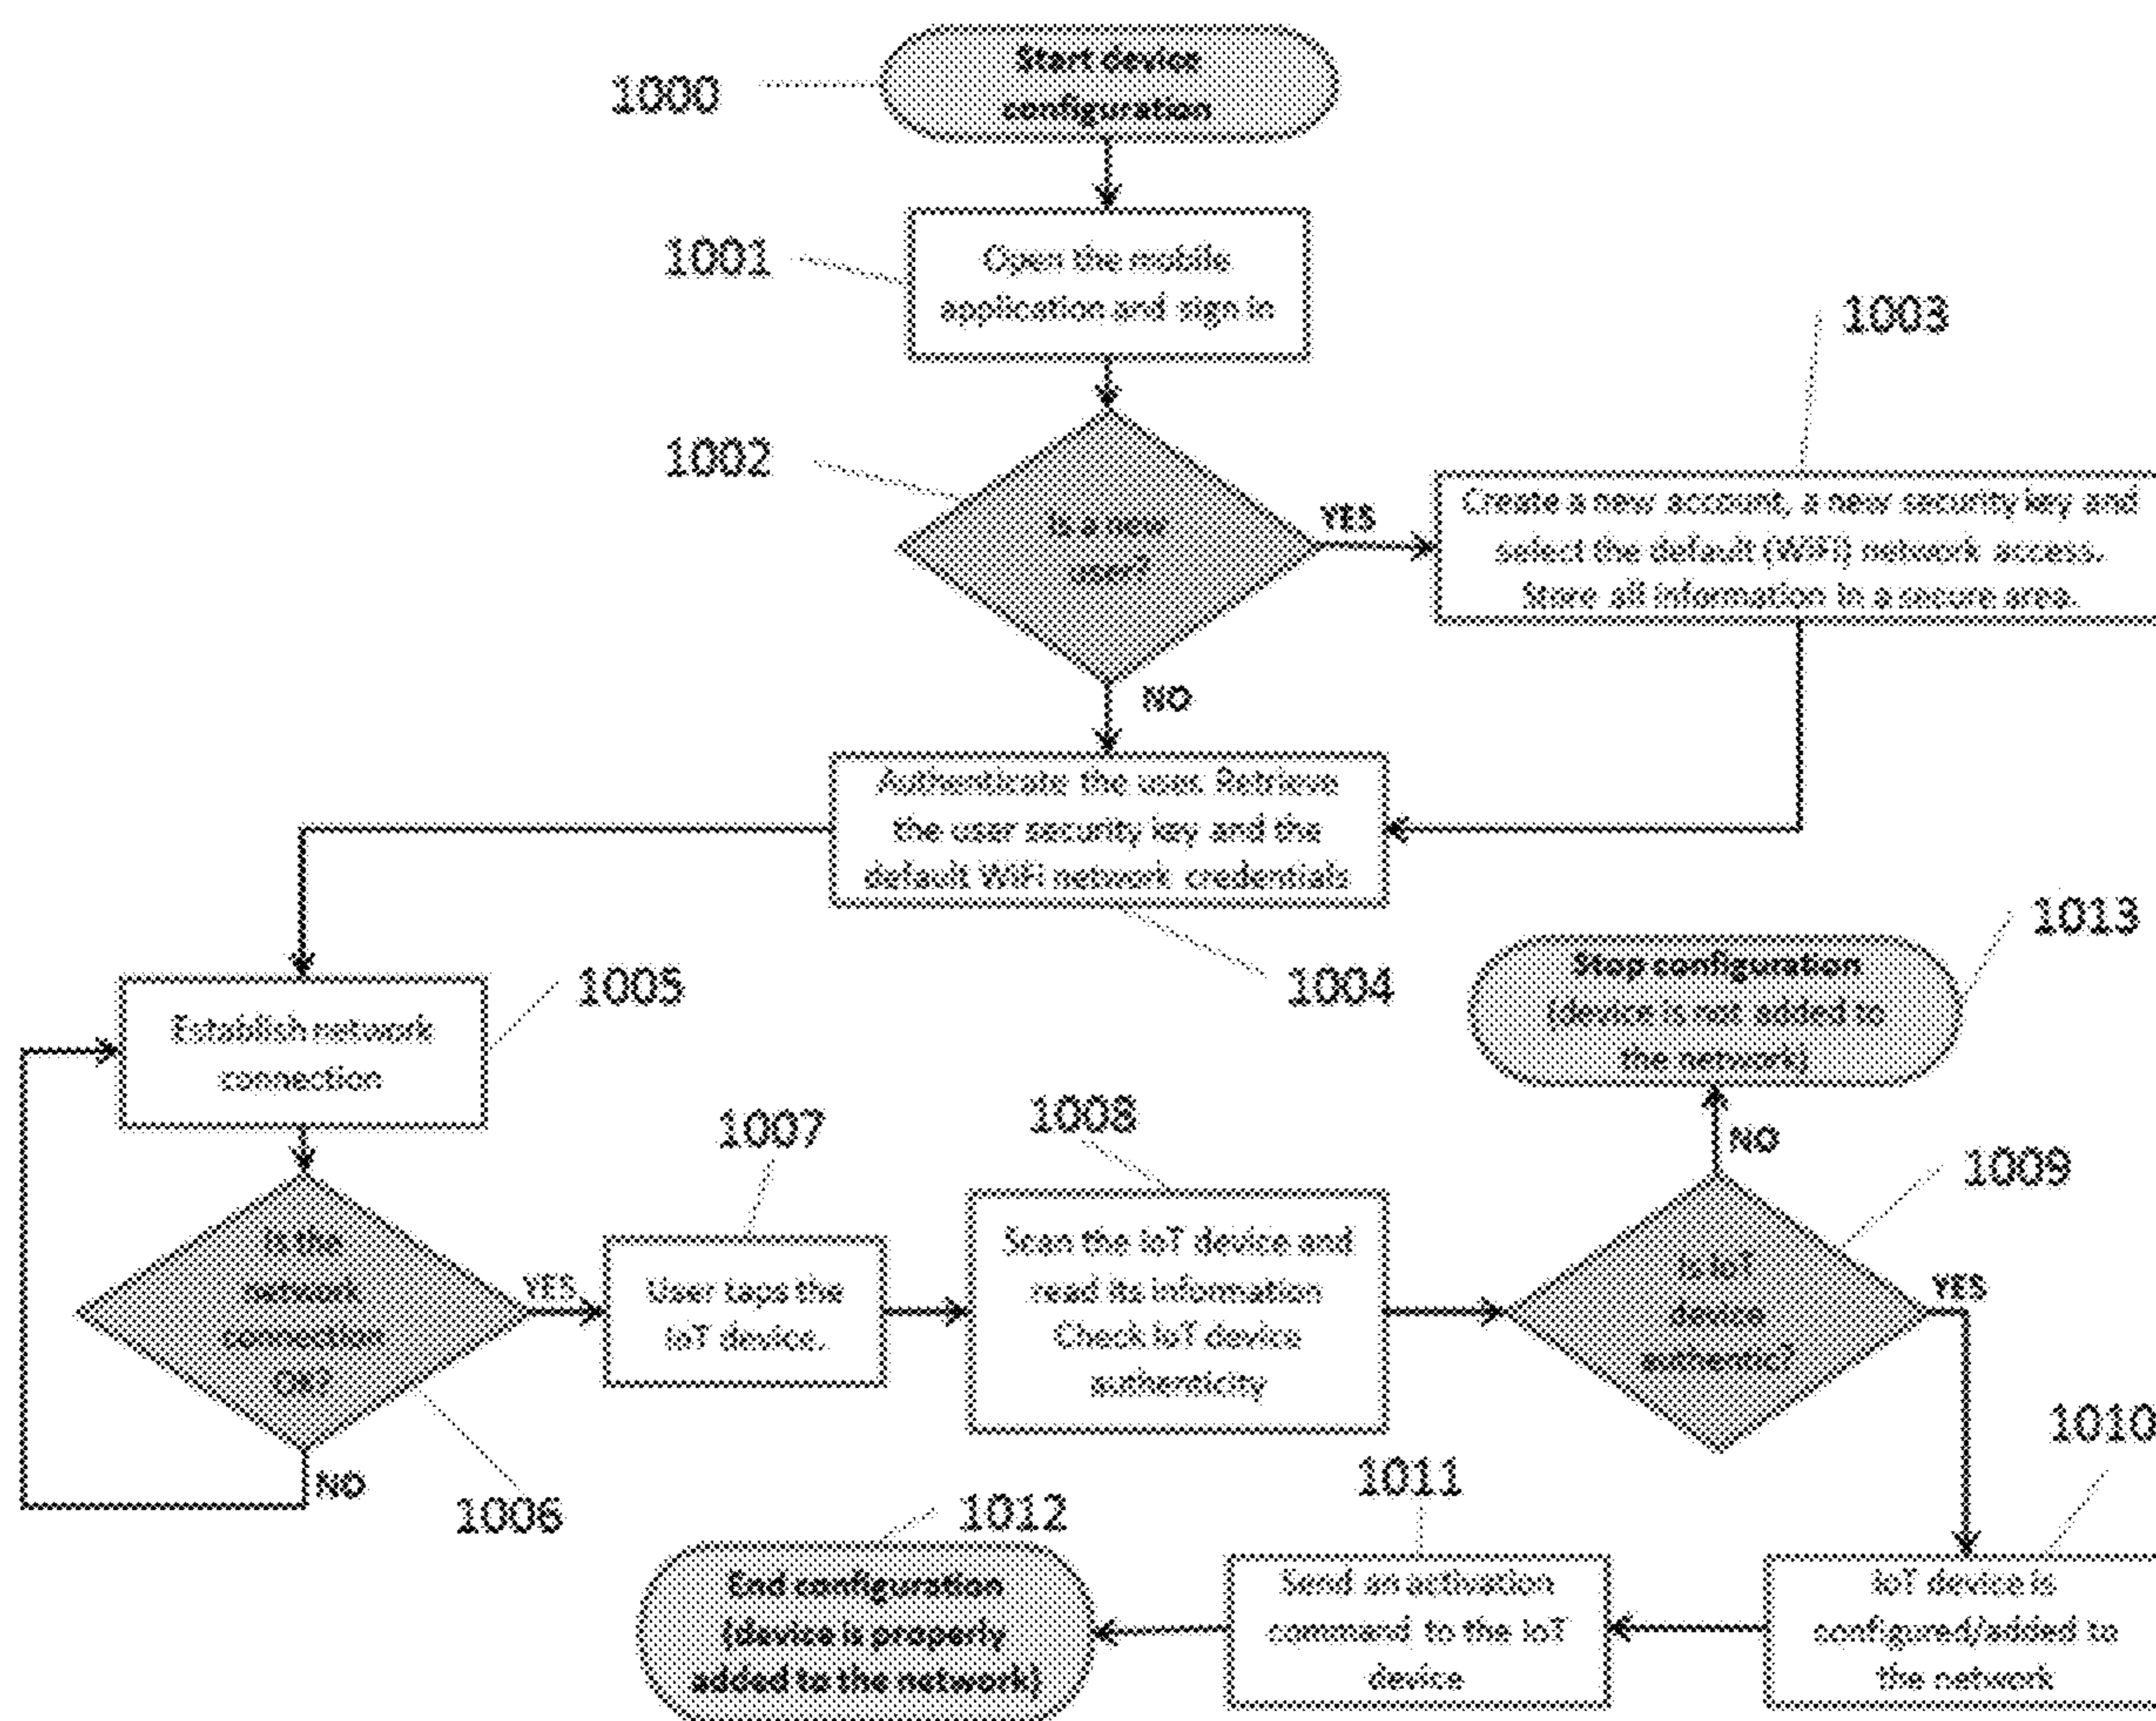 1000
Start device
configuration
1001
Open the mobile
application and sign in
1002
Is a new
user?
YES
1003
Create a new account, a new security key and
select the default (WiFi) network access.
Store all information in a secure area.
NO
Authenticate the user. Retrieve
the user security key and the
default WiFi network credentials
1004
1005
Establish network
connection
Is the
network
connection
OK?
1006
NO
YES
1007
User taps the
IoT device.
1008
Scan the IoT device and
read its information
Check IoT device
authenticity
1009
Is IoT
device
authentic?
NO
1013
Stop configuration
(device is not added to
the network)
YES
1010
IoT device is
configured/added to
the network
1011
Send an activation
command to the IoT
device
1012
End configuration
(device is properly
added to the network)